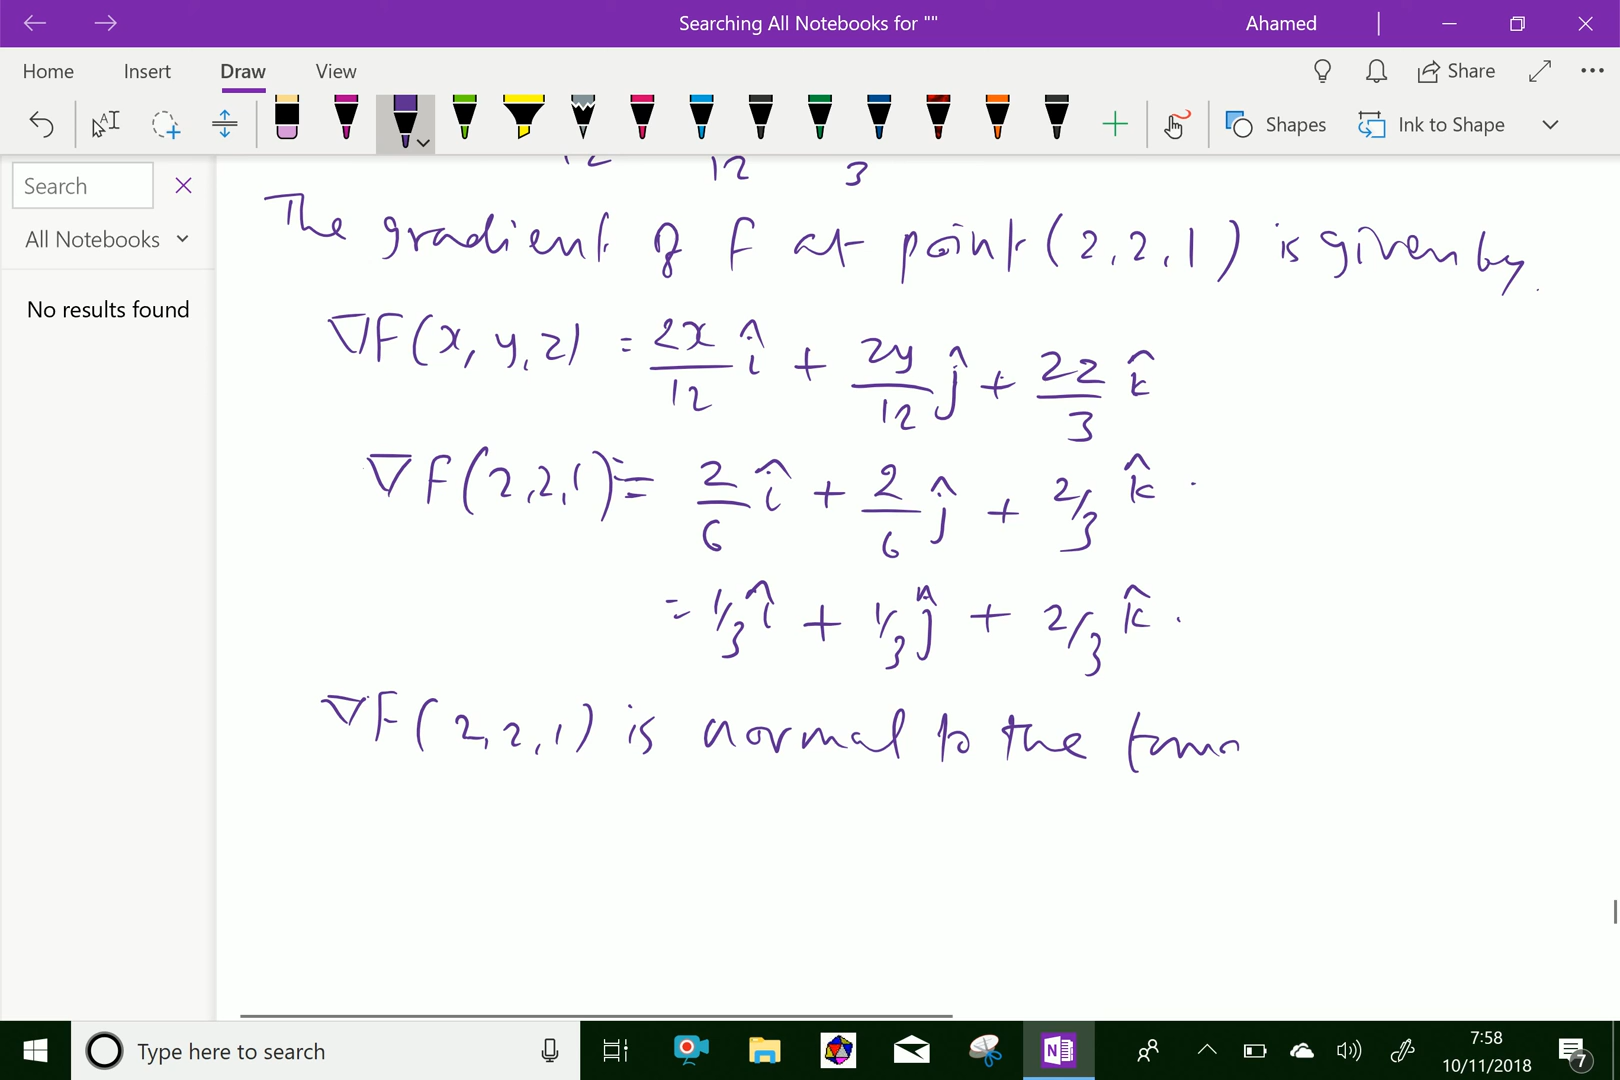 Searching All Notebooks for ""
Ahamed
Home Insert Draw View
Share
Shapes Ink to Shape
Search
All Notebooks
No results found
12 12 3
The gradient of F at point (2,2,1) is given by.
∇F(x, y, z) = 2x/12 î + 2y/12 ĵ + 2z/3 k̂
∇F(2,2,1) = 2/6 î + 2/6 ĵ + 2/3 k̂ .
= 1/3 î + 1/3 ĵ + 2/3 k̂ .
∇F(2,2,1) is normal to the
Type here to search
7:58
10/11/2018
7